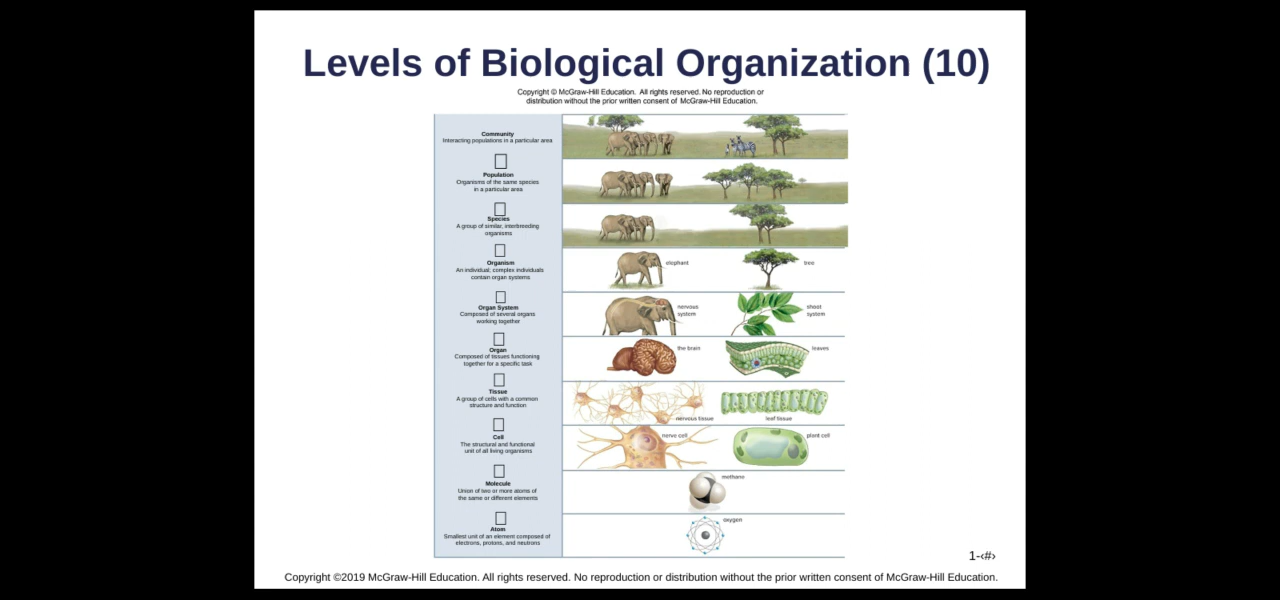 Levels of Biological Organization (10)
Copyright © McGraw-Hill Education. All rights reserved. No reproduction or
distribution without the prior written consent of McGraw-Hill Education.
Community
Interacting populations in a particular area
Population
Organisms of the same species
in a particular area
Species
A group of similar, interbreeding
organisms
Organism
An individual; complex individuals
contain organ systems
elephant
tree
Organ System
Composed of several organs
working together
nervous
system
shoot
system
Organ
Composed of tissues functioning
together for a specific task
the brain
leaves
Tissue
A group of cells with a common
structure and function
nervous tissue
leaf tissue
Cell
The structural and functional
unit of all living organisms
nerve cell
plant cell
Molecule
Union of two or more atoms of
the same or different elements
methane
Atom
Smallest unit of an element composed of
electrons, protons, and neutrons
oxygen
1-‹#›
Copyright ©2019 McGraw-Hill Education. All rights reserved. No reproduction or distribution without the prior written consent of McGraw-Hill Education.